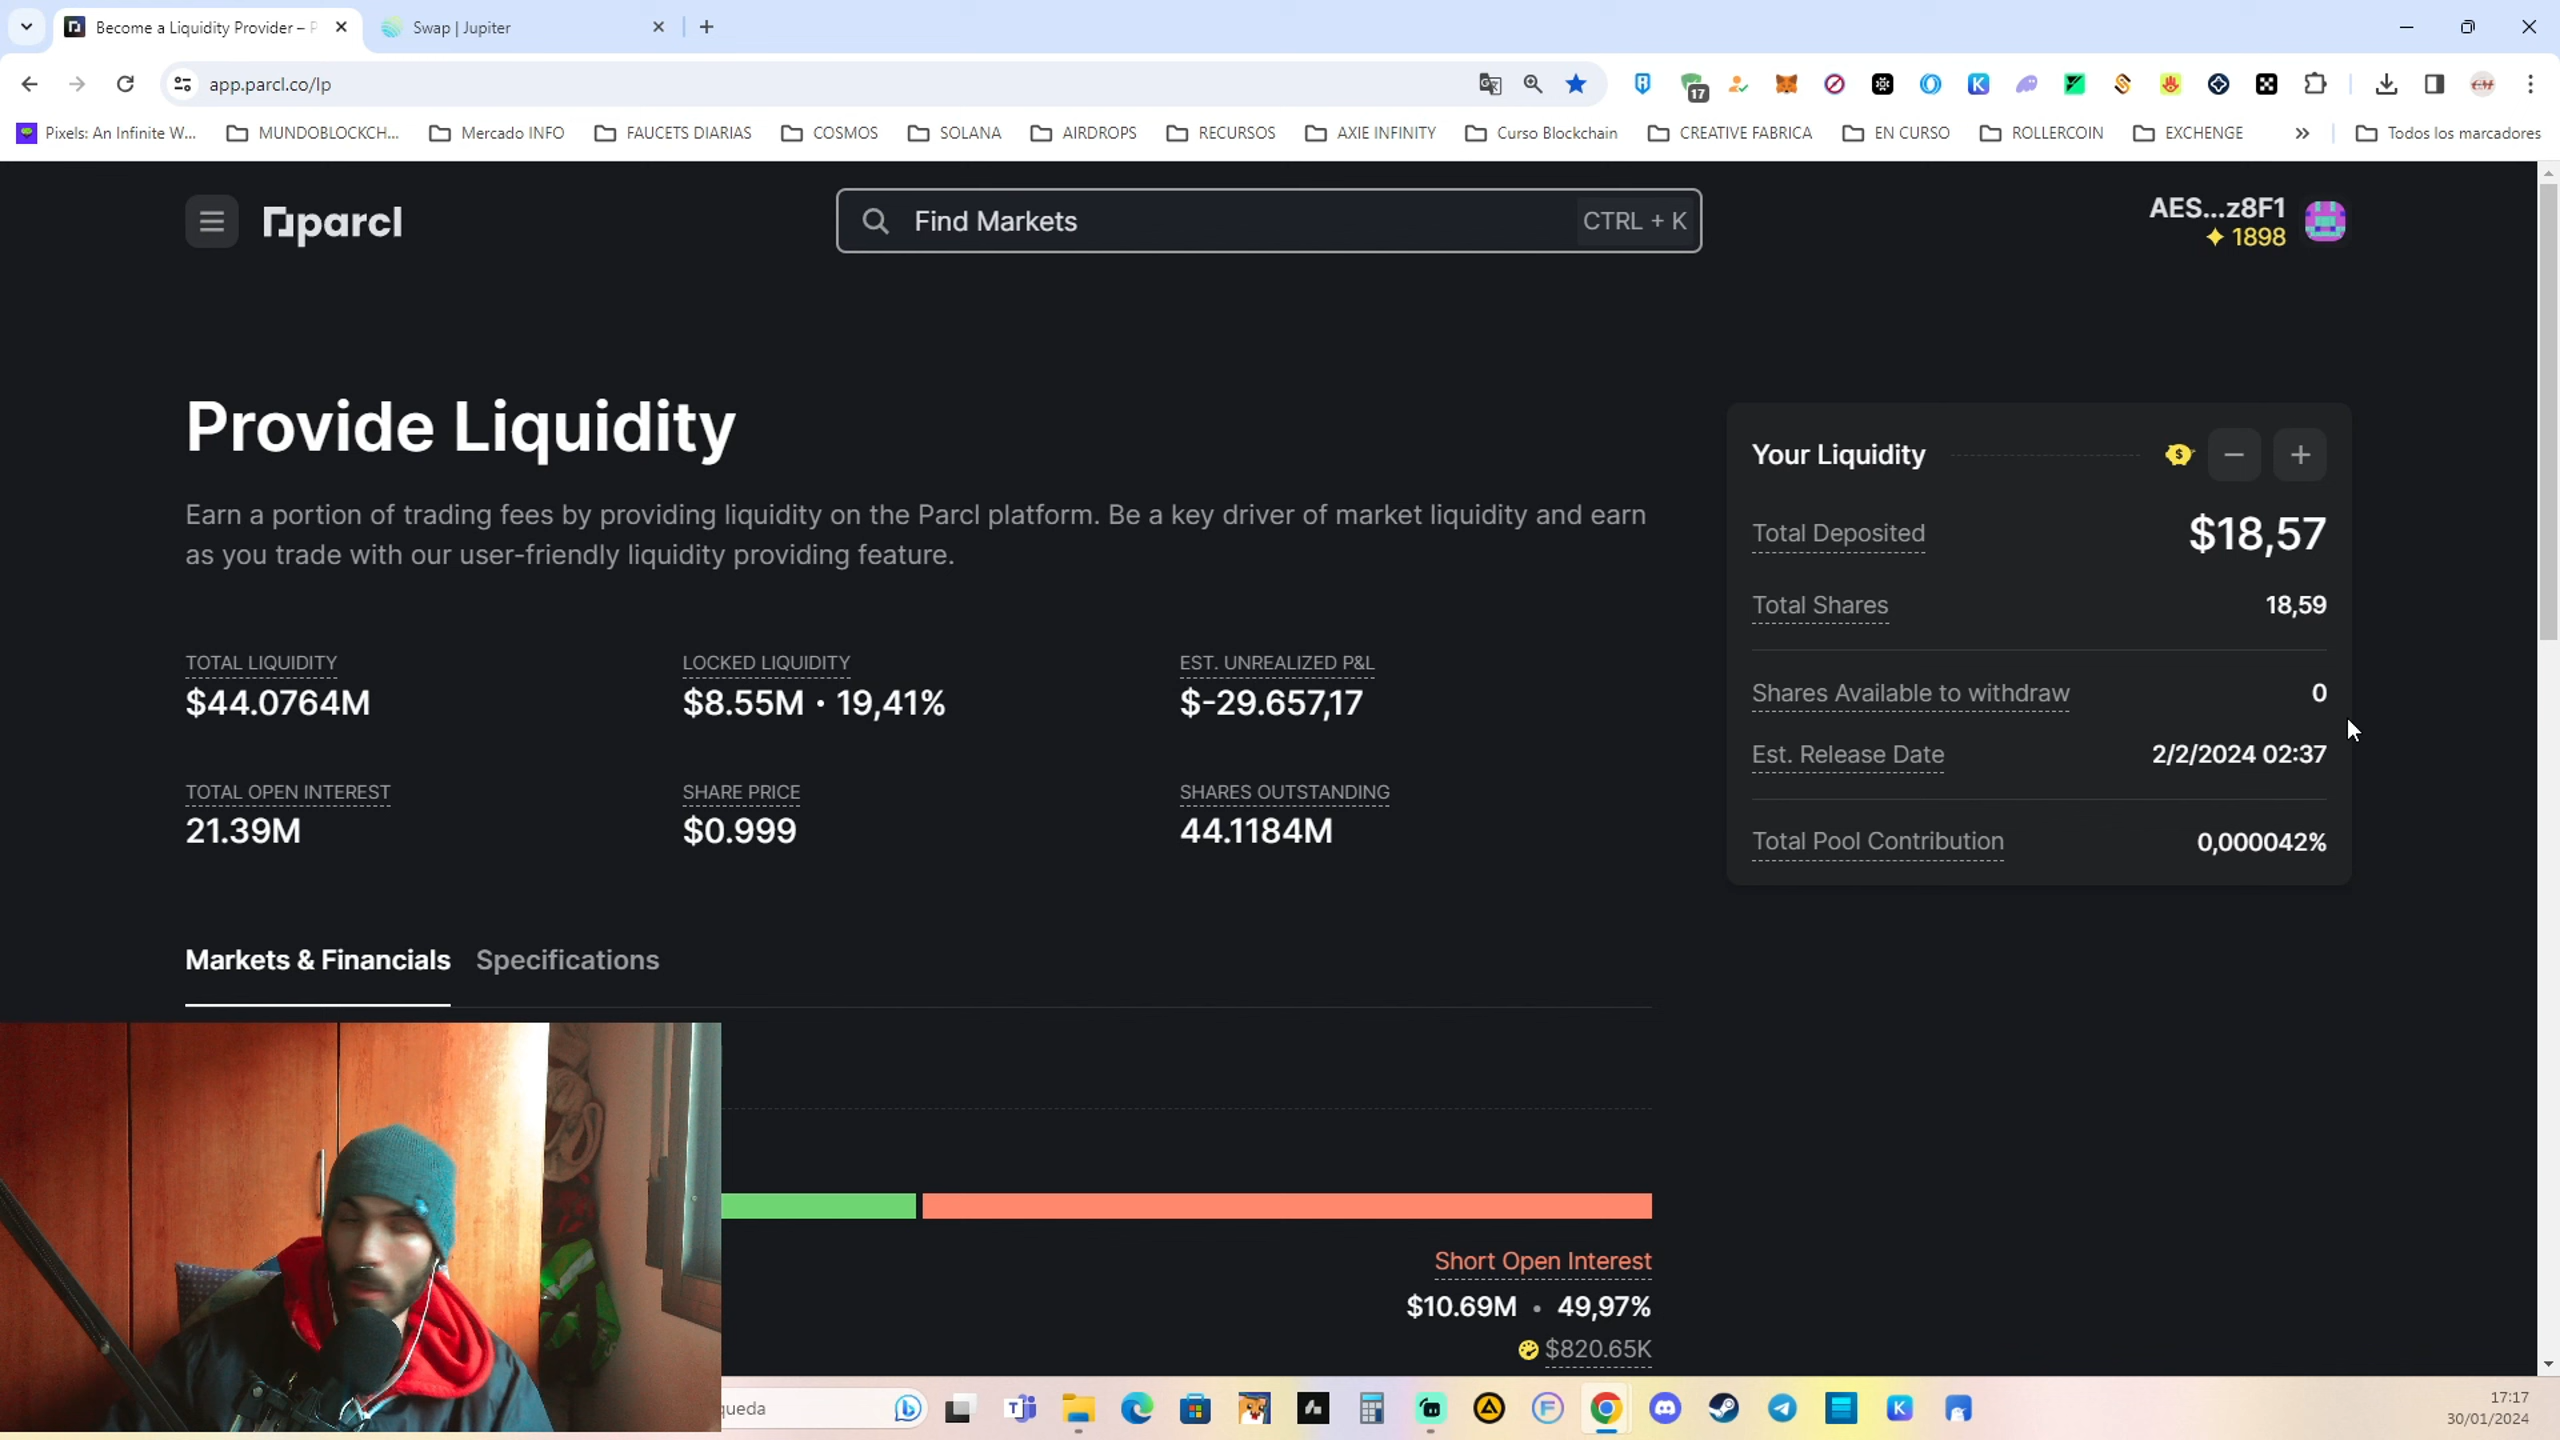 Become a Liquidity Provider – P
Swap | Jupiter
app.parcl.co/lp
17
Pixels: An Infinite W...
MUNDOBLOCKCH...
Mercado INFO
FAUCETS DIARIAS
COSMOS
SOLANA
AIRDROPS
RECURSOS
AXIE INFINITY
Curso Blockchain
CREATIVE FABRICA
EN CURSO
ROLLERCOIN
EXCHENGE
Todos los marcadores
parcl
Find Markets
CTRL + K
AES...z8F1
1898
Provide Liquidity
Earn a portion of trading fees by providing liquidity on the Parcl platform. Be a key driver of market liquidity and earn
as you trade with our user-friendly liquidity providing feature.
TOTAL LIQUIDITY
$44.0764M
LOCKED LIQUIDITY
$8.55M • 19,41%
EST. UNREALIZED P&L
$-29.657,17
TOTAL OPEN INTEREST
21.39M
SHARE PRICE
$0.999
SHARES OUTSTANDING
44.1184M
Your Liquidity
Total Deposited
$18,57
Total Shares
18,59
Shares Available to withdraw
0
Est. Release Date
2/2/2024 02:37
Total Pool Contribution
0,000042%
Markets & Financials
Specifications
Short Open Interest
$10.69M • 49,97%
$820.65K
queda
17:17
30/01/2024